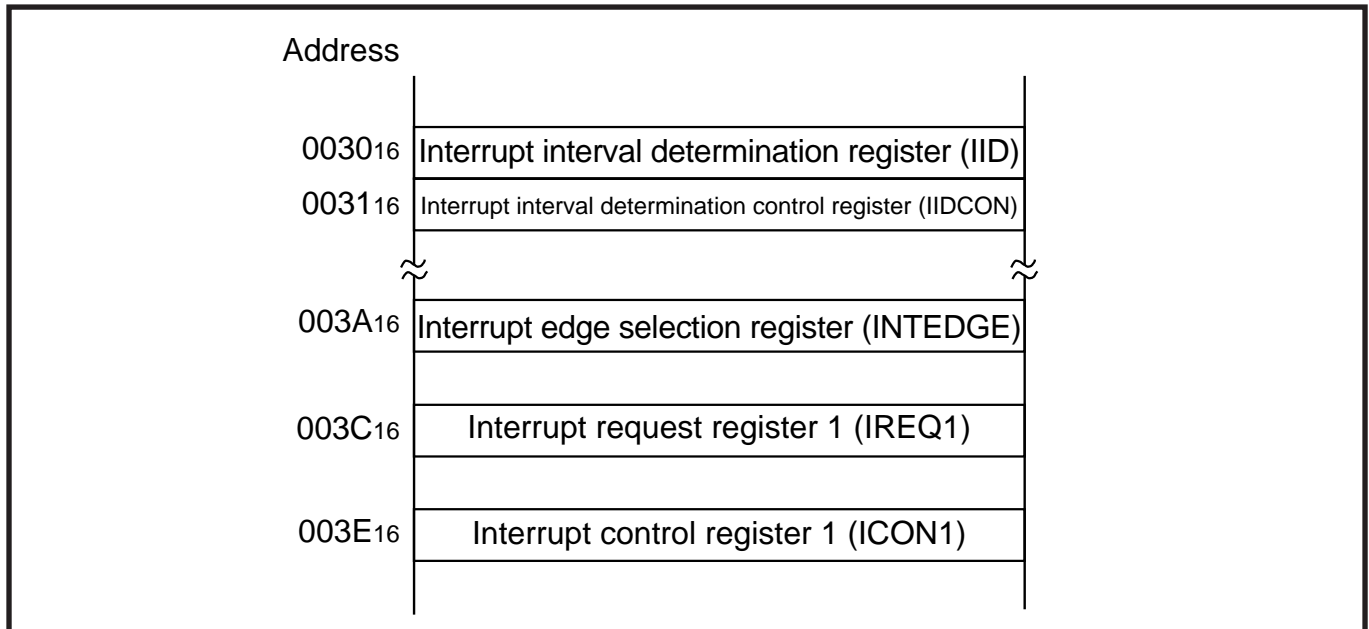 Address
003016 Interrupt interval determination register (IID)
003116 Interrupt interval determination control register (IIDCON)
003A16 Interrupt edge selection register (INTEDGE)
003C16 Interrupt request register 1 (IREQ1)
003E16 Interrupt control register 1 (ICON1)